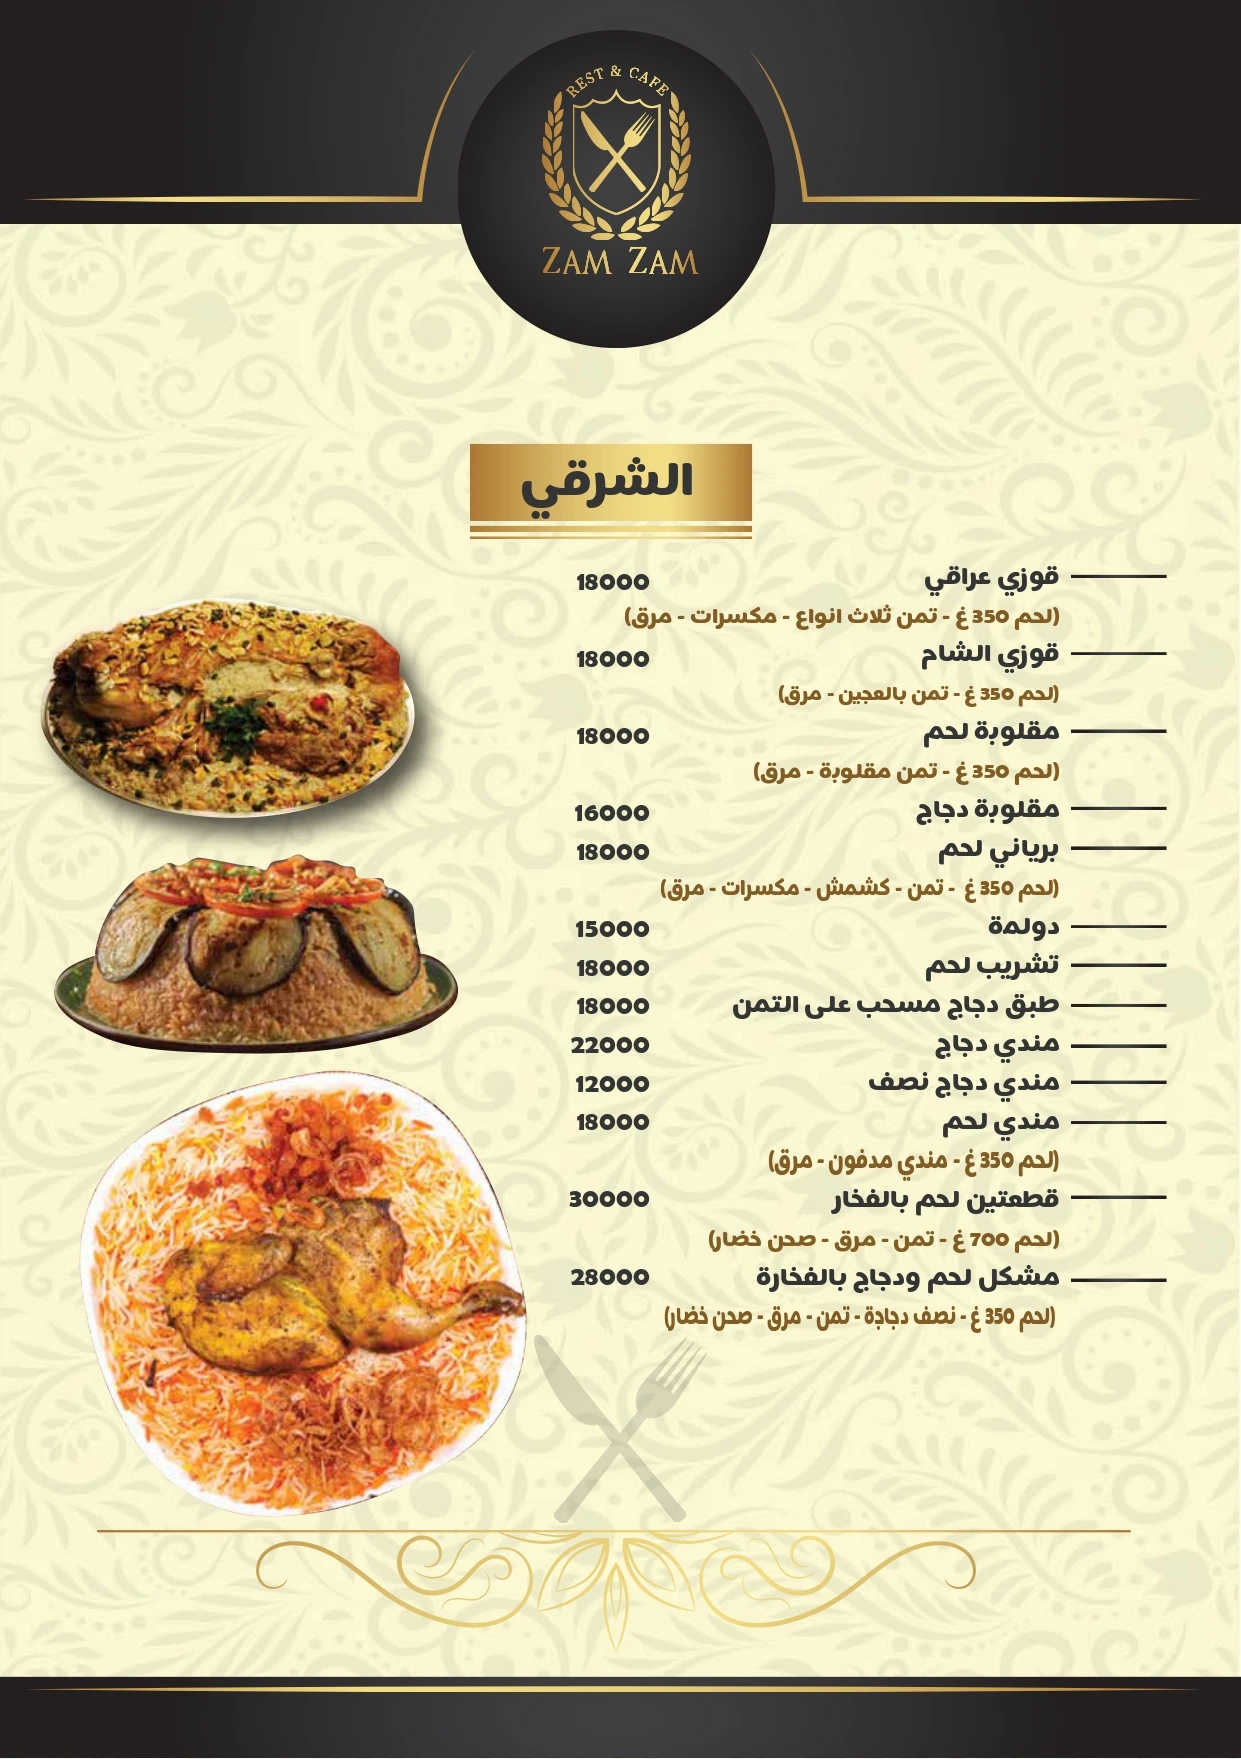 REST & CAFE
ZAM ZAM
الشرقي
قوزي عراقي 18000
(لحم 350 غ - تمن ثلاث انواع - مكسرات - مرق)
قوزي الشام 18000
(لحم 350 غ - تمن بالعجين - مرق)
مقلوبة لحم 18000
(لحم 350 غ - تمن مقلوبة - مرق)
مقلوبة دجاج 16000
برياني لحم 18000
(لحم 350 غ - تمن - كشمش - مكسرات - مرق)
دولمة 15000
تشريب لحم 18000
طبق دجاج مسحب على التمن 18000
مندي دجاج 22000
مندي دجاج نصف 12000
مندي لحم 18000
(لحم 350 غ - مندي مدفون - مرق)
قطعتين لحم بالفخار 30000
(لحم 700 غ - تمن - مرق - صحن خضار)
مشكل لحم ودجاج بالفخارة 28000
(لحم 350 غ - نصف دجاجة - تمن - مرق - صحن خضار)